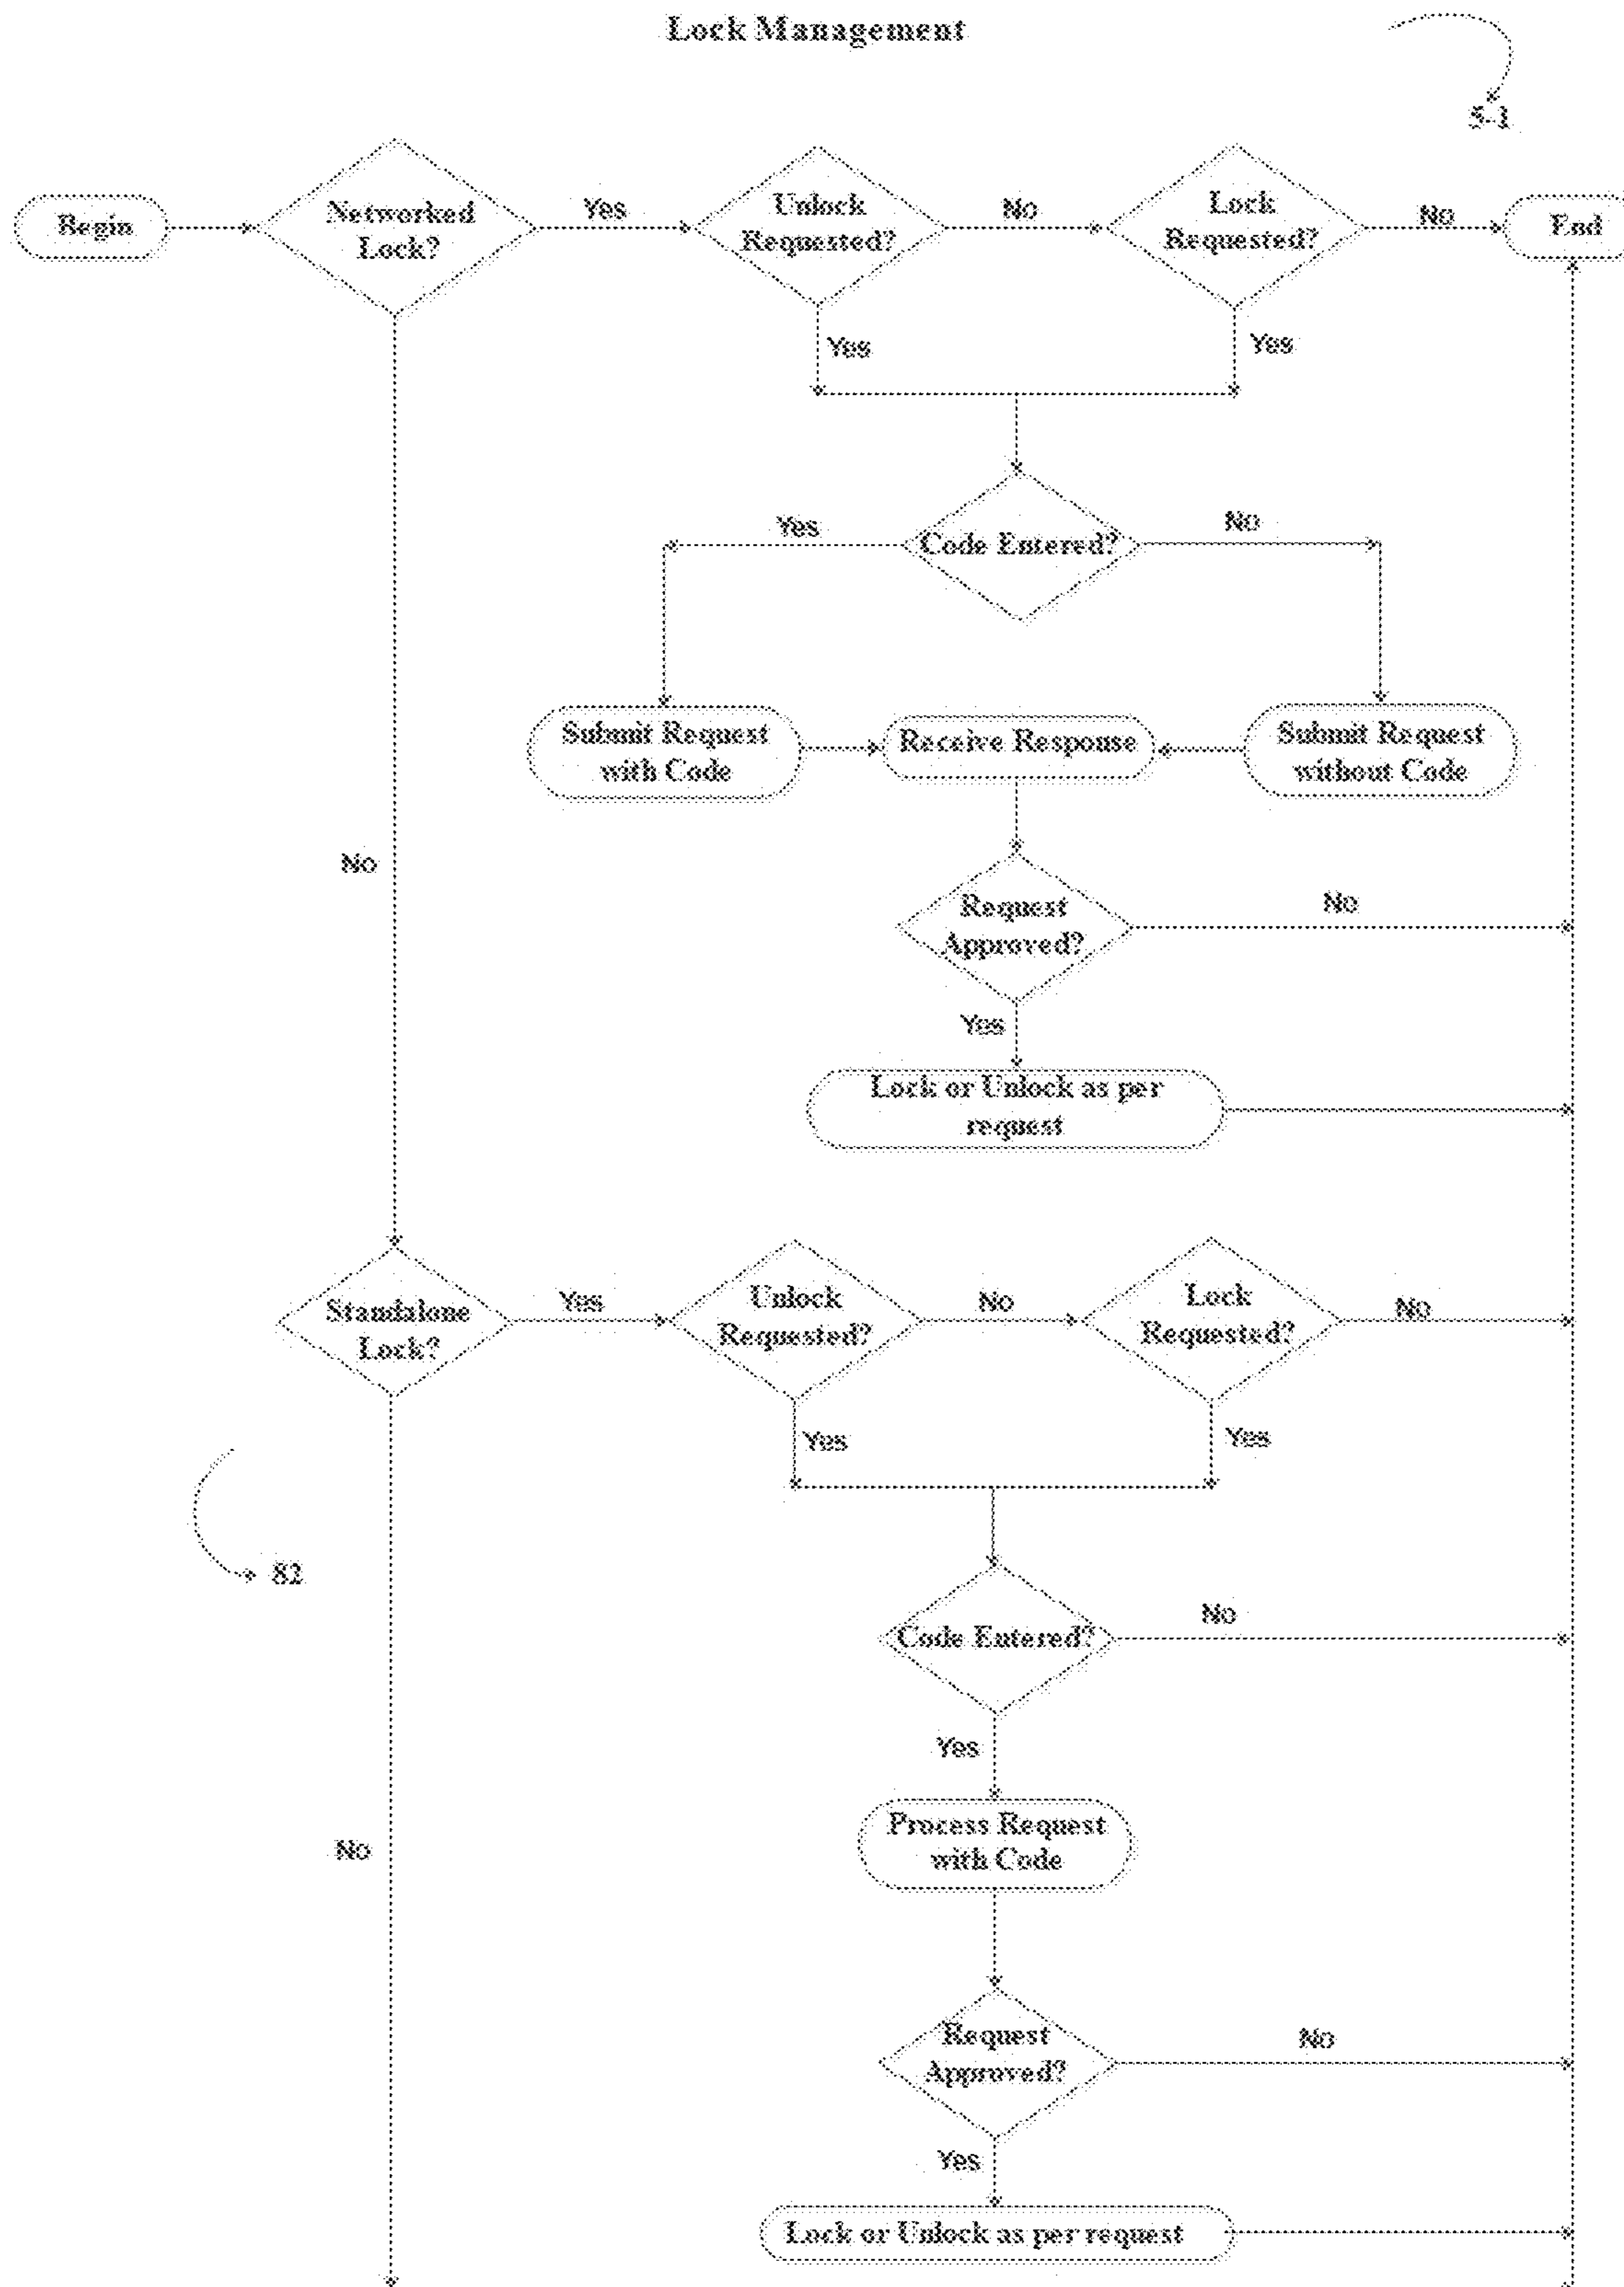 Lock Management
5-1
Begin
Networked
Lock?
Yes
Unlock
Requested?
No
Lock
Requested?
No
End
Yes
Yes
Yes
Code Entered?
No
Submit Request
with Code
Receive Response
Submit Request
without Code
No
Request
Approved?
No
Yes
Lock or Unlock as per
request
Standalone
Lock?
Yes
Unlock
Requested?
No
Lock
Requested?
No
Yes
Yes
82
Code Entered?
No
Yes
Process Request
with Code
No
Request
Approved?
No
Yes
Lock or Unlock as per request